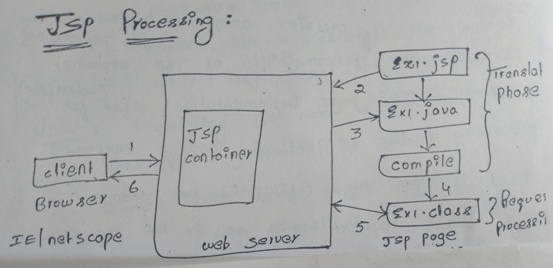 JSP Processing :
Ex1.jsp
2
Translat
phase
Ex1.java
3
JSP
container
1
client
6
compile
4
Browser
Ex1.class
Reques
Processi
5
IE/netscope
web server
JSP page